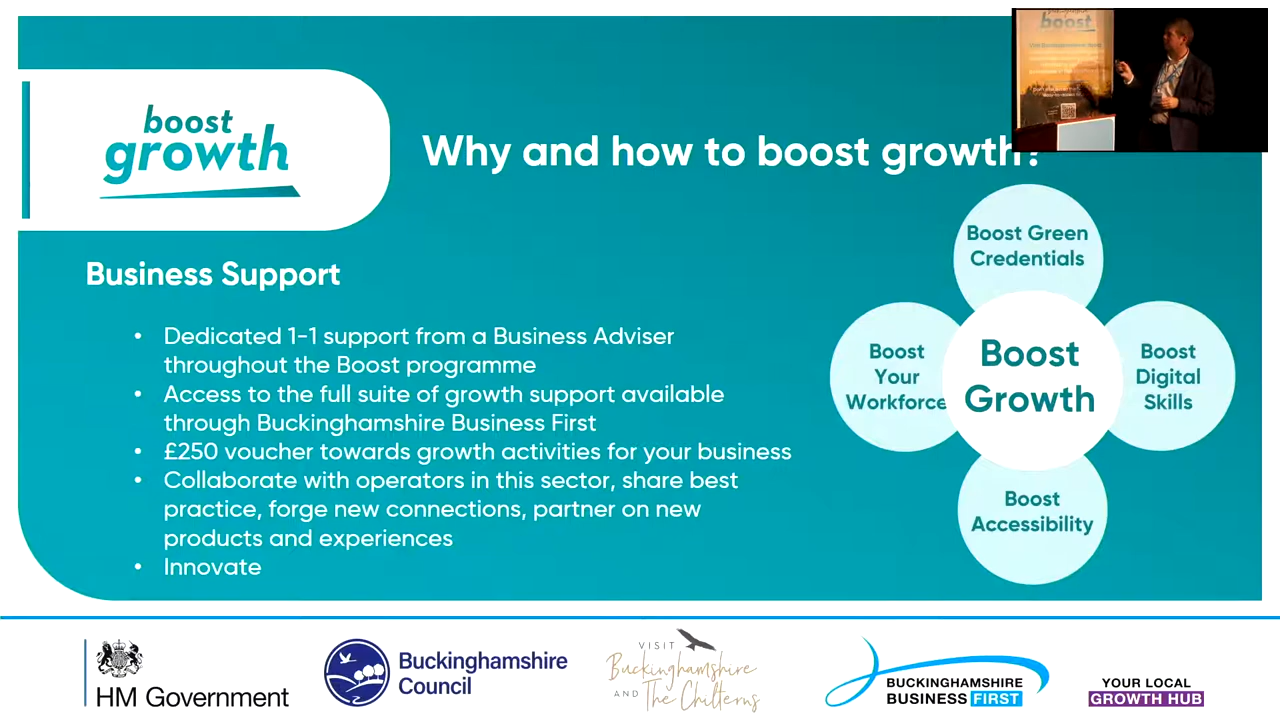 boost
growth
Why and how to boost growth?
boost
Business Support
• Dedicated 1-1 support from a Business Adviser
throughout the Boost programme
• Access to the full suite of growth support available
through Buckinghamshire Business First
• £250 voucher towards growth activities for your business
• Collaborate with operators in this sector, share best
practice, forge new connections, partner on new
products and experiences
• Innovate
Boost Green
Credentials
Boost
Your
Workforce
Boost
Growth
Boost
Digital
Skills
Boost
Accessibility
HM Government
Buckinghamshire
Council
VISIT
Buckinghamshire
AND The Chilterns
BUCKINGHAMSHIRE
BUSINESS FIRST
YOUR LOCAL
GROWTH HUB